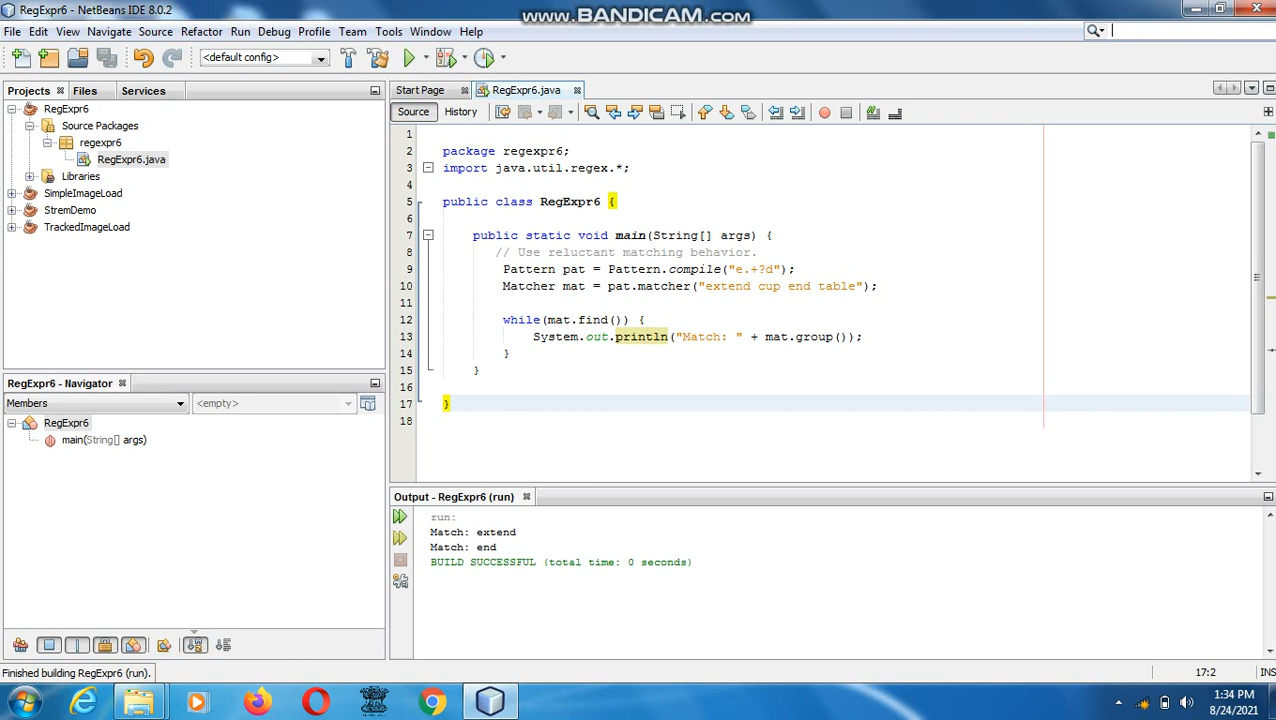 RegExpr6 - NetBeans IDE 8.0.2
www.BANDICAM.com
File Edit View Navigate Source Refactor Run Debug Profile Team Tools Window Help
<default config>
Projects Files Services
RegExpr6
Source Packages
regexpr6
RegExpr6.java
Libraries
SimpleImageLoad
StremDemo
TrackedImageLoad
Start Page RegExpr6.java
Source History
1
2 package regexpr6;
3 import java.util.regex.*;
4
5 public class RegExpr6 {
6
7 public static void main(String[] args) {
8 // Use reluctant matching behavior.
9 Pattern pat = Pattern.compile("e.+?d");
10 Matcher mat = pat.matcher("extend cup end table");
11
12 while(mat.find()) {
13 System.out.println("Match: " + mat.group());
14 }
15 }
16
17 }
18
RegExpr6 - Navigator
Members <empty>
RegExpr6
main(String[] args)
Output - RegExpr6 (run)
run:
Match: extend
Match: end
BUILD SUCCESSFUL (total time: 0 seconds)
Finished building RegExpr6 (run).
17:2 INS
1:34 PM
8/24/2021